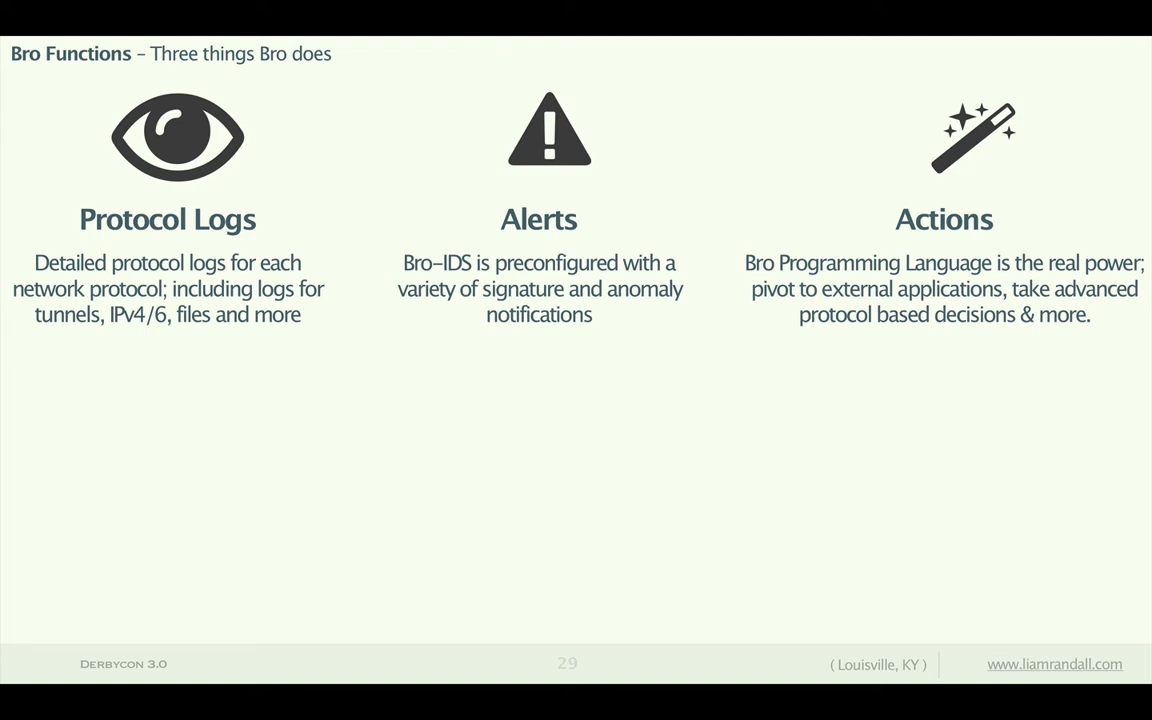 Bro Functions – Three things Bro does
Protocol Logs
Detailed protocol logs for each
network protocol; including logs for
tunnels, IPv4/6, files and more
Alerts
Bro-IDS is preconfigured with a
variety of signature and anomaly
notifications
Actions
Bro Programming Language is the real power;
pivot to external applications, take advanced
protocol based decisions & more.
DERBYCON 3.0
29
( Louisville, KY )
www.liamrandall.com